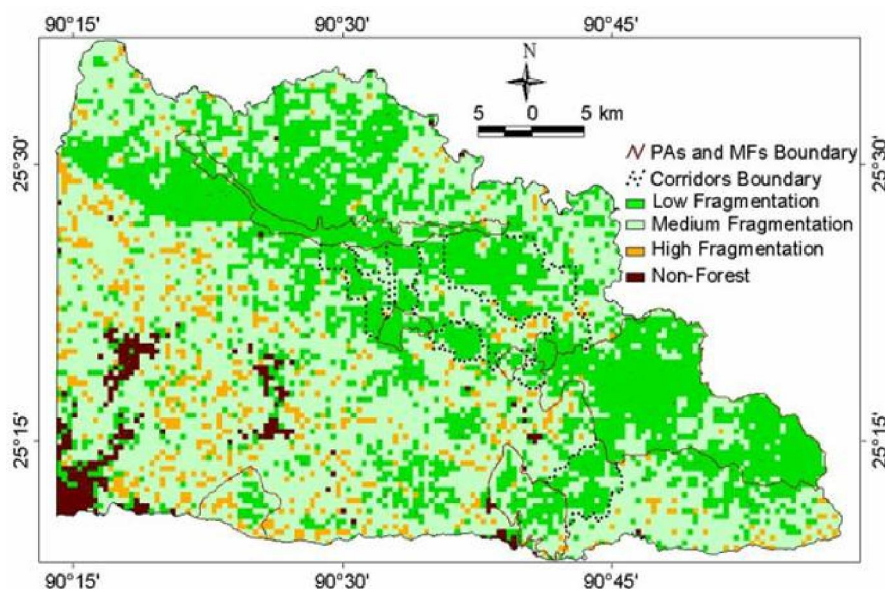 90°15' 90°30' 90°45'
N
5 0 5 km
25°30' 25°30'
PAs and MFs Boundary
Corridors Boundary
Low Fragmentation
Medium Fragmentation
High Fragmentation
Non-Forest
25°15' 25°15'
90°15' 90°30' 90°45'